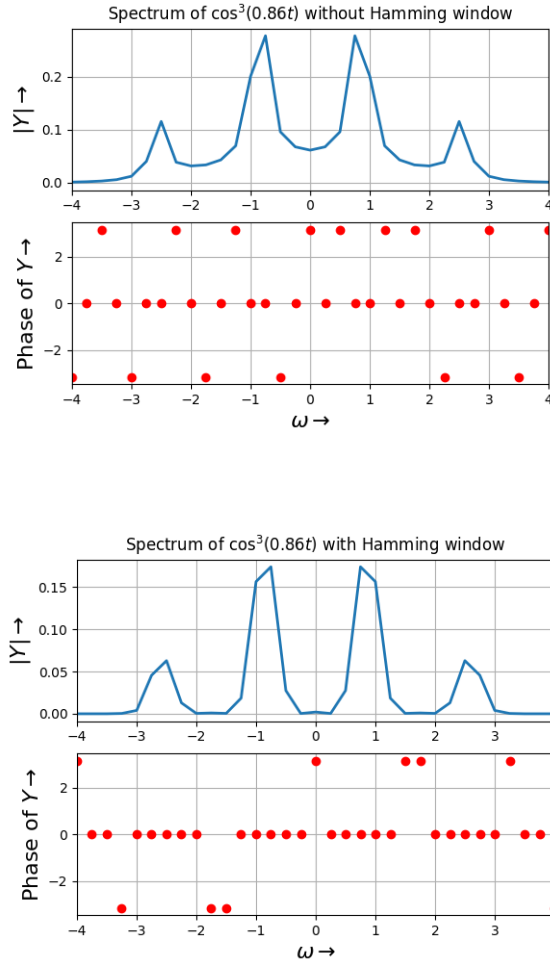 Spectrum of cos³(0.86t) without Hamming window
|Y|→
0.2
0.1
0.0
−4 −3 −2 −1 0 1 2 3 4
Phase of Y→
2
0
−2
−4 −3 −2 −1 0 1 2 3 4
ω→
Spectrum of cos³(0.86t) with Hamming window
|Y|→
0.15
0.10
0.05
0.00
−4 −3 −2 −1 0 1 2 3
Phase of Y→
2
0
−2
−4 −3 −2 −1 0 1 2 3
ω→